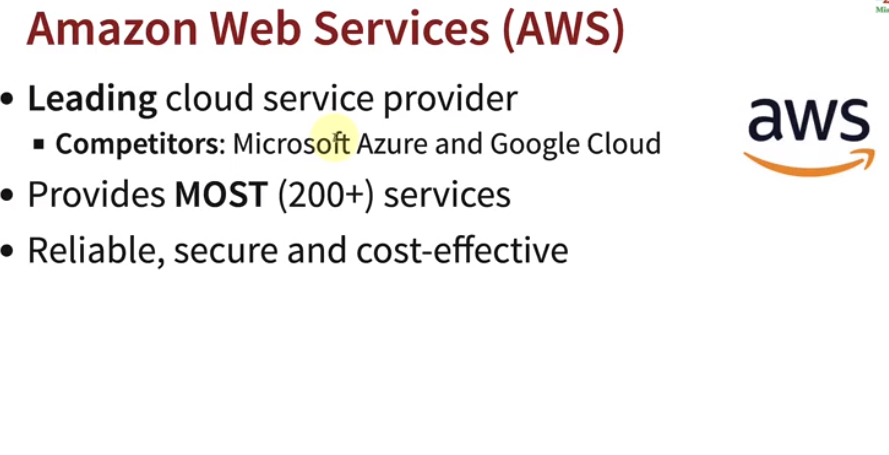 Amazon Web Services (AWS)
• Leading cloud service provider
▪ Competitors: Microsoft Azure and Google Cloud
• Provides MOST (200+) services
• Reliable, secure and cost-effective
aws